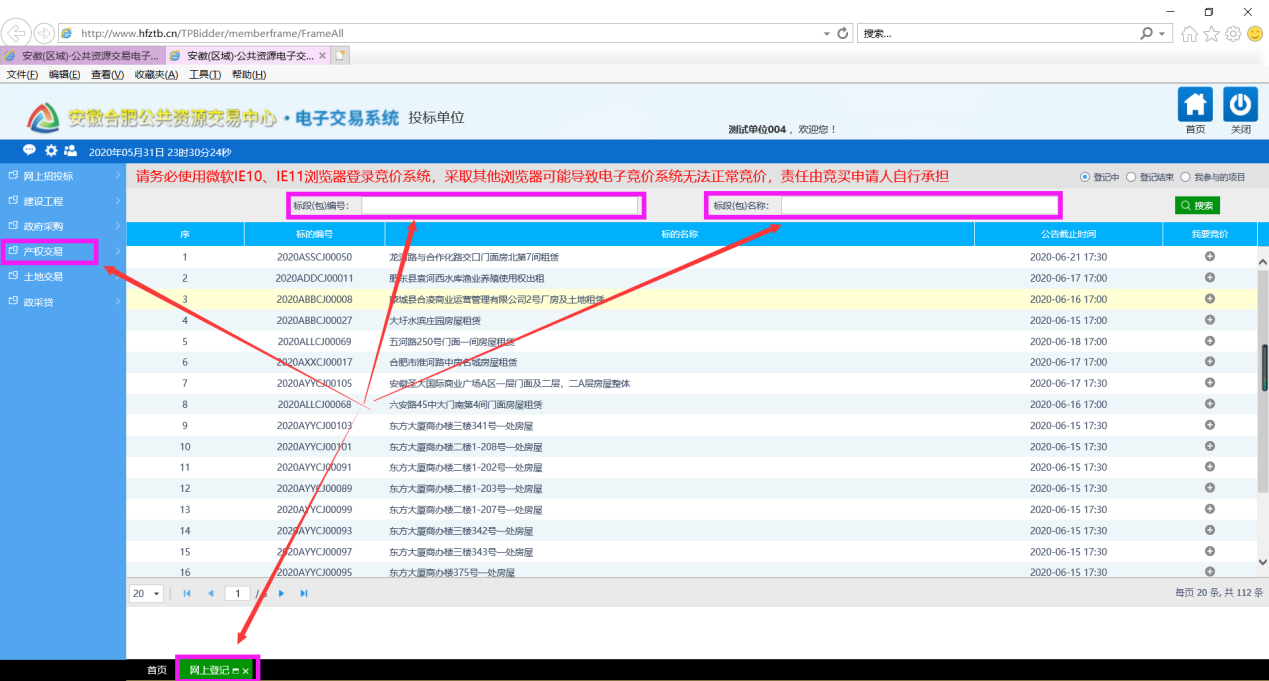 http://www.hfztb.cn/TPBidder/memberframe/FrameAll
搜索...
安徽(区域)·公共资源交易电子...
安徽(区域)·公共资源电子交...
文件(F) 编辑(E) 查看(V) 收藏夹(A) 工具(T) 帮助(H)
安徽合肥公共资源交易中心·电子交易系统 投标单位
测试单位004 ，欢迎您！
首页 关闭
2020年05月31日 23时30分24秒
网上招投标
建设工程
政府采购
产权交易
土地交易
政采贷
请务必使用微软IE10、IE11浏览器登录竞价系统，采取其他浏览器可能导致电子竞价系统无法正常竞价，责任由竞买申请人自行承担
登记中 登记结束 我参与的项目
标段(包)编号： 标段(包)名称： 搜索
序 标的编号 标的名称 公告截止时间 我要竞价
1 2020ASSCJ00050 龙河路与合作化路交口门面房北第7间租赁 2020-06-21 17:30
2 2020ADDCJ00011 肥东县袁河西水库渔业养殖使用权出租 2020-06-17 17:00
3 2020ABBCJ00008 县合凌商业运营管理有限公司2号厂房及土地租赁 2020-06-16 17:00
4 2020ABBCJ00027 大圩水滨庄园房屋租赁 2020-06-15 17:00
5 2020ALLCJ00069 五河路250号门面一间房屋租赁 2020-06-18 17:00
6 2020AXXCJ00017 合肥市淮河路中房名城房屋租赁 2020-06-17 17:00
7 2020AYYCJ00105 安徽圣大国际商业广场A区一层门面及二层，二A层房屋整体 2020-06-17 17:30
8 2020ALLCJ00068 六安路45中大门南第4间门面房屋租赁 2020-06-16 17:00
9 2020AYYCJ00103 东方大厦商办楼三楼341号一处房屋 2020-06-15 17:30
10 2020AYYCJ00101 东方大厦商办楼二楼1-208号一处房屋 2020-06-15 17:30
11 2020AYYCJ00091 东方大厦商办楼二楼1-202号一处房屋 2020-06-15 17:30
12 2020AYYCJ00089 东方大厦商办楼二楼1-203号一处房屋 2020-06-15 17:30
13 2020AYYCJ00099 东方大厦商办楼二楼1-207号一处房屋 2020-06-15 17:30
14 2020AYYCJ00093 东方大厦商办楼三楼342号一处房屋 2020-06-15 17:30
15 2020AYYCJ00097 东方大厦商办楼三楼343号一处房屋 2020-06-15 17:30
16 2020AYYCJ00095 东方大厦商办楼375号一处房屋 2020-06-15 17:30
20 1 / 每页 20 条, 共 112 条
首页 网上登记